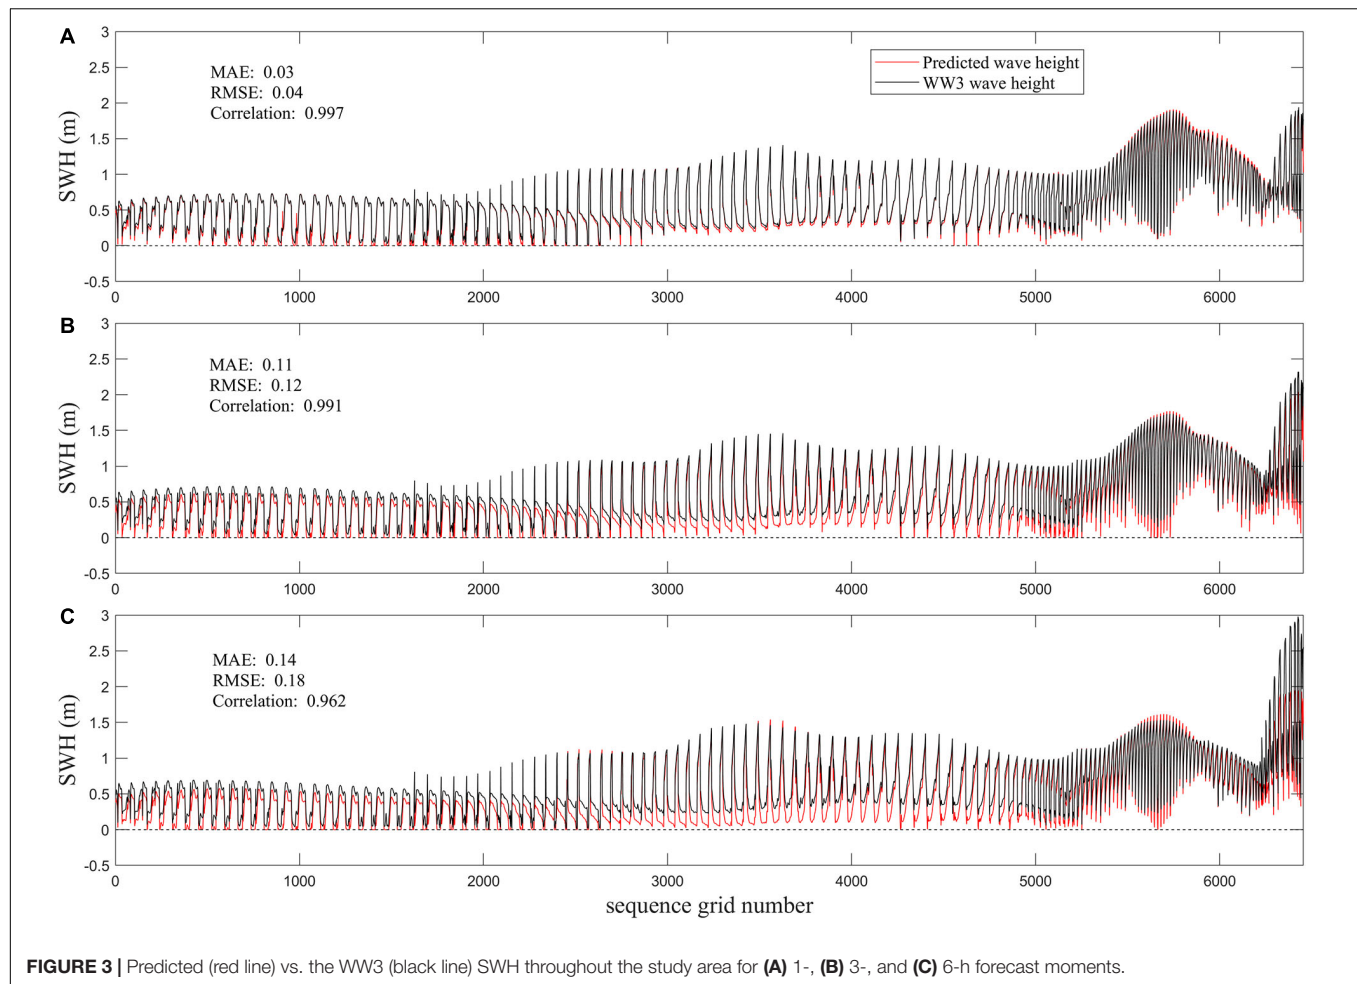 A
3
2.5
2
1.5
1
0.5
0
-0.5
SWH (m)
MAE: 0.03
RMSE: 0.04
Correlation: 0.997
Predicted wave height
WW3 wave height
0 1000 2000 3000 4000 5000 6000
B
3
2.5
2
1.5
1
0.5
0
-0.5
SWH (m)
MAE: 0.11
RMSE: 0.12
Correlation: 0.991
0 1000 2000 3000 4000 5000 6000
C
3
2.5
2
1.5
1
0.5
0
-0.5
SWH (m)
MAE: 0.14
RMSE: 0.18
Correlation: 0.962
0 1000 2000 3000 4000 5000 6000
sequence grid number
FIGURE 3 | Predicted (red line) vs. the WW3 (black line) SWH throughout the study area for (A) 1-, (B) 3-, and (C) 6-h forecast moments.